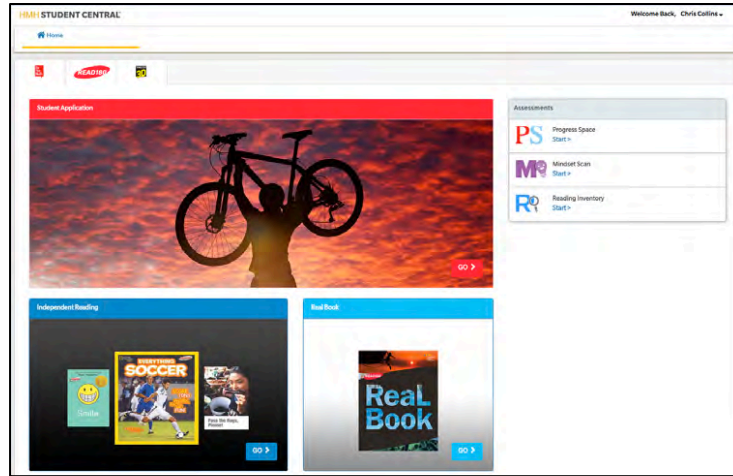 HMH STUDENT CENTRAL
Welcome Back, Chris Collins
Home
READ180
Student Application
GO >
Assessments
PS
Progress Space
Start >
Mindset Scan
Start >
Reading Inventory
Start >
Independent Reading
Smile
EVERYTHING
SOCCER
GO >
Real Book
ReaL
Book
GO >